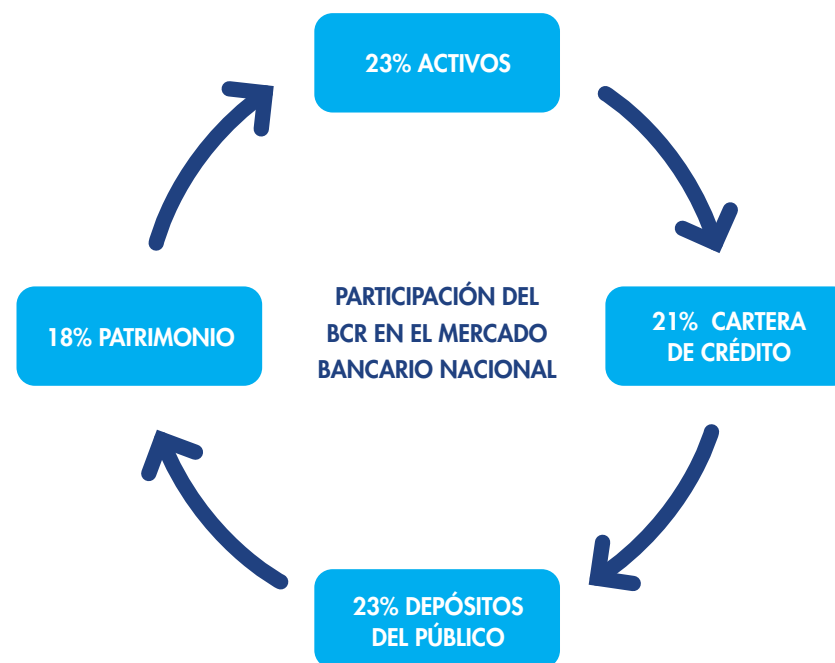 23% ACTIVOS
PARTICIPACIÓN DEL
BCR EN EL MERCADO
BANCARIO NACIONAL
18% PATRIMONIO
21% CARTERA
DE CRÉDITO
23% DEPÓSITOS
DEL PÚBLICO